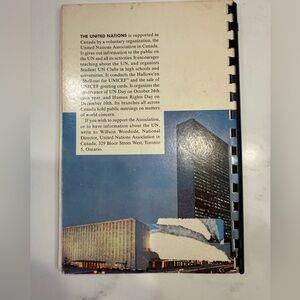 THE UNITED NATIONS is supported in
Canada by a voluntary organization, the
United Nations Association in Canada.
It gives out information to the public on
the UN and all its activities. It encourages
teaching about the UN, and organizes
Student UN Clubs in high schools and
universities. It conducts the Hallowe'en
"Shellout for UNICEF" and the sale of
UNICEF greeting cards. It organizes the
observance of UN Day on October 24th
each year, and Human Rights Day on
December 10th. Its branches all across
Canada hold public meetings on matters
of world concern.
If you wish to support the Association,
or to have information about the UN,
write to Willson Woodside, National
Director, United Nations Association in
Canada, 329 Bloor Street West, Toronto
5, Ontario.